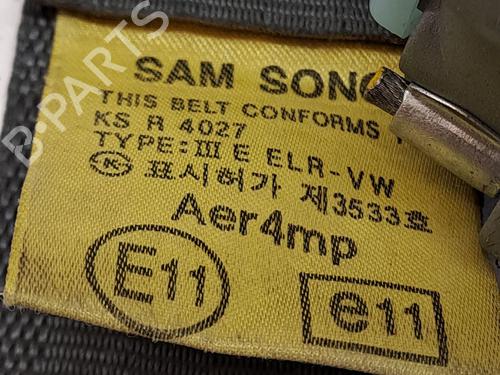 SAM SONG
THIS BELT CONFORMS
KS R 4027
TYPE: III E ELR-VW
표시허가 제3533호
Aer4mp
E11
e11
B-Parts